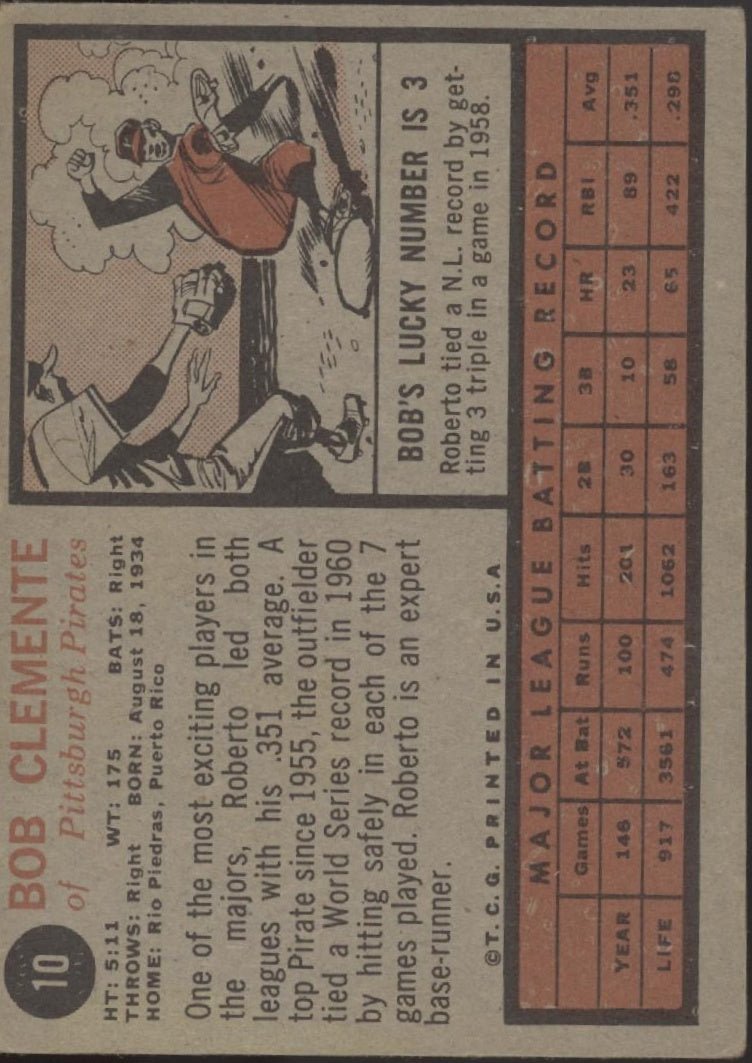 10
BOB CLEMENTE
of Pittsburgh Pirates
HT: 5:11 WT: 175 BATS: Right
THROWS: Right BORN: August 18, 1934
HOME: Rio Piedras, Puerto Rico
One of the most exciting players in
the majors, Roberto led both
leagues with his .351 average. A
top Pirate since 1955, the outfielder
tied a World Series record in 1960
by hitting safely in each of the 7
games played. Roberto is an expert
base-runner.
©T.C.G. PRINTED IN U.S.A
BOB'S LUCKY NUMBER IS 3
Roberto tied a N.L. record by get-
ting 3 triple in a game in 1958.
MAJOR LEAGUE BATTING RECORD
Games At Bat Runs Hits 2B 3B HR RBI Avg
YEAR 146 572 100 201 30 10 23 89 .351
LIFE 917 3561 474 1062 163 58 65 422 .298